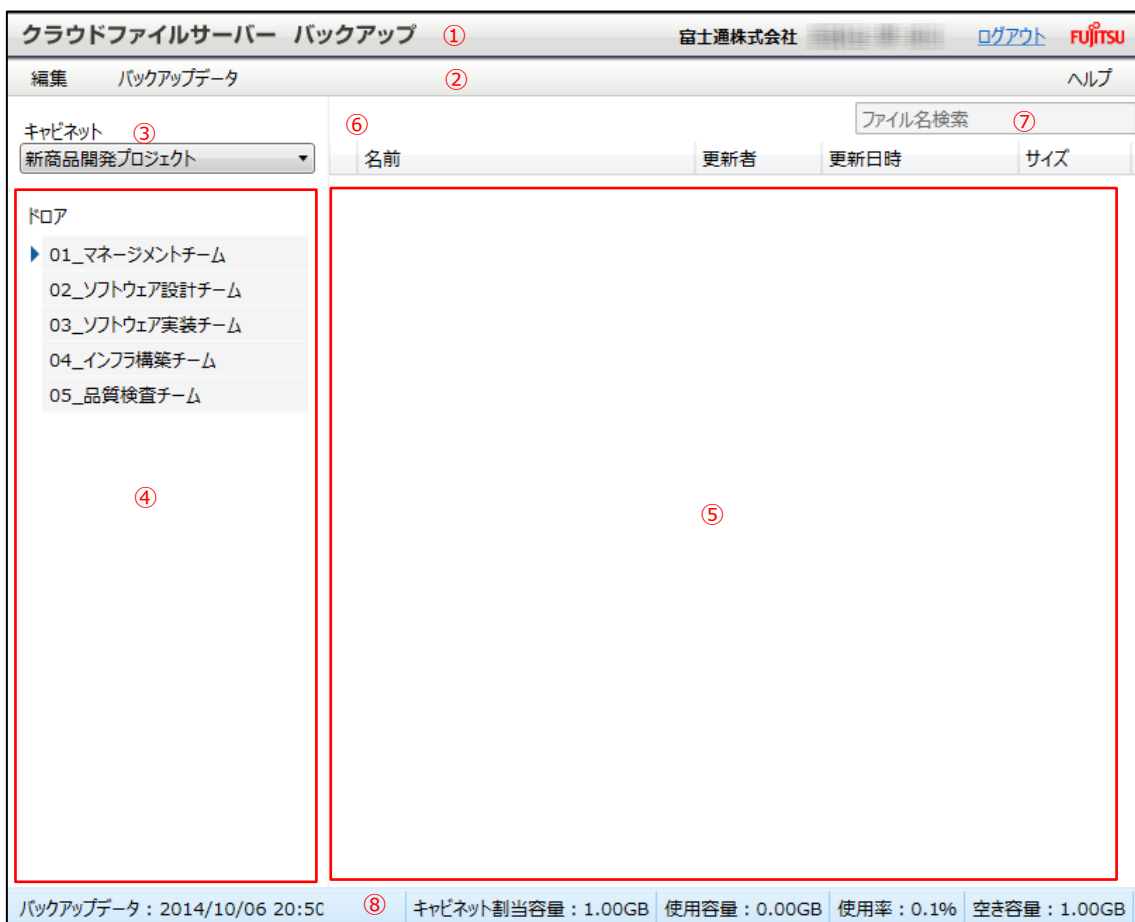 クラウドファイルサーバー バックアップ ① 富士通株式会社 ログアウト FUJITSU
編集 バックアップデータ ② ヘルプ
キャビネット ③ ⑥ ファイル名検索 ⑦
新商品開発プロジェクト 名前 更新者 更新日時 サイズ
ドロア
01_マネージメントチーム
02_ソフトウェア設計チーム
03_ソフトウェア実装チーム
04_インフラ構築チーム
05_品質検査チーム
④ ⑤
バックアップデータ：2014/10/06 20:50 ⑧ キャビネット割当容量：1.00GB 使用容量：0.00GB 使用率：0.1% 空き容量：1.00GB